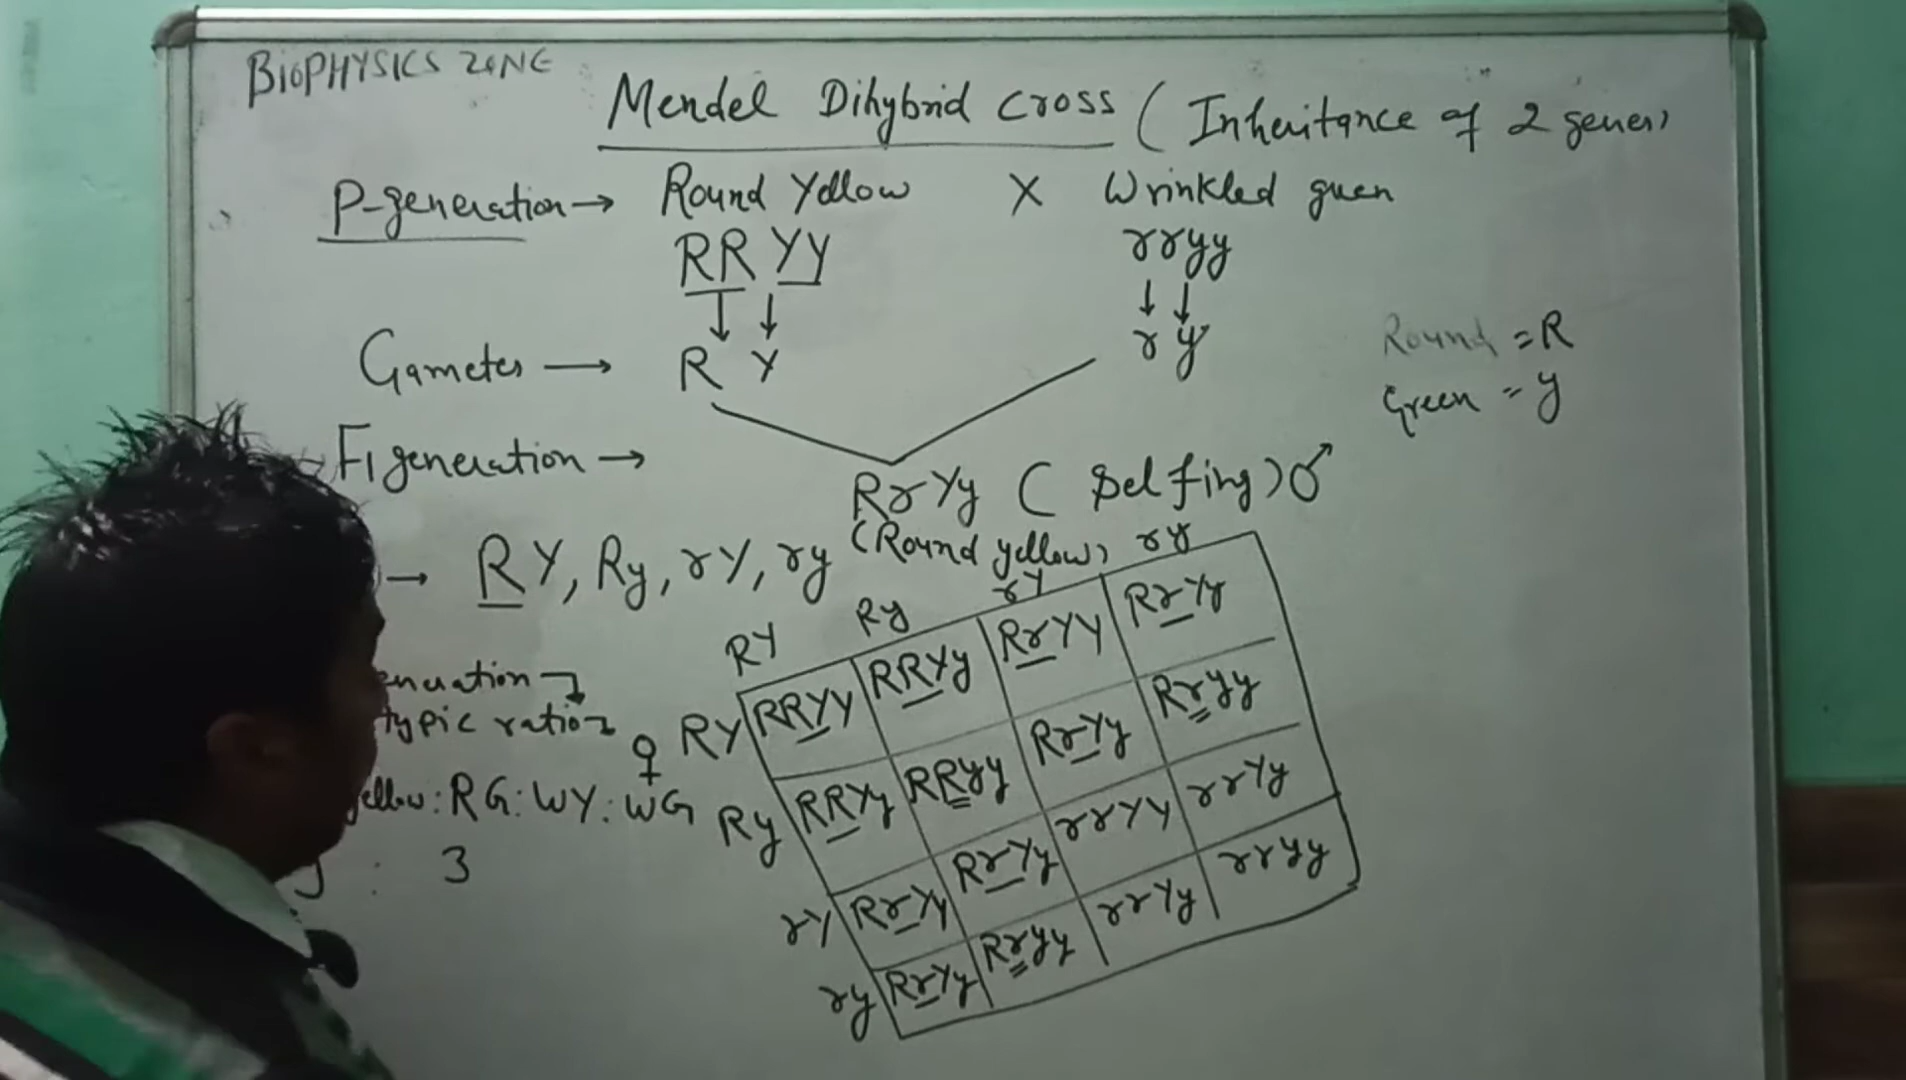 BIOPHYSICS ZONE
Mendel Dihybrid Cross (Inheritance of 2 genes)
P-generation → Round Yellow X Wrinkled green
RR YY rryy
↓ ↓ ↓ ↓
Gametes → R Y r y
Round = R
Green = y
F1 generation →
RrYy (Selfing) ♂
(Round yellow)
→ RY, Ry, rY, ry
RY Ry rY ry
♀ RY RRYY RRYy RrYY RrYy
Ry RRYy RRyy RrYy Rryy
rY RrYY RrYy rrYY rrYy
ry RrYy Rryy rrYy rryy
typic ratio
: RG : WY : WG
: 3